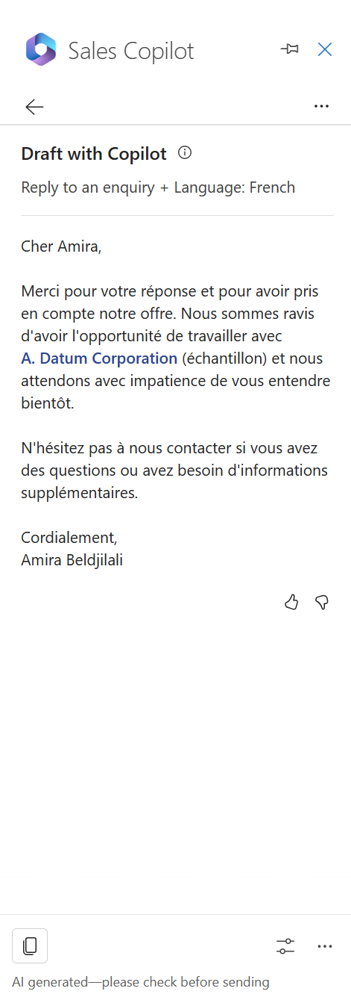 Sales Copilot
Draft with Copilot
Reply to an enquiry + Language: French
Cher Amira,
Merci pour votre réponse et pour avoir pris
en compte notre offre. Nous sommes ravis
d'avoir l'opportunité de travailler avec
A. Datum Corporation (échantillon) et nous
attendons avec impatience de vous entendre
bientôt.
N'hésitez pas à nous contacter si vous avez
des questions ou avez besoin d'informations
supplémentaires.
Cordialement,
Amira Beldjilali
AI generated—please check before sending